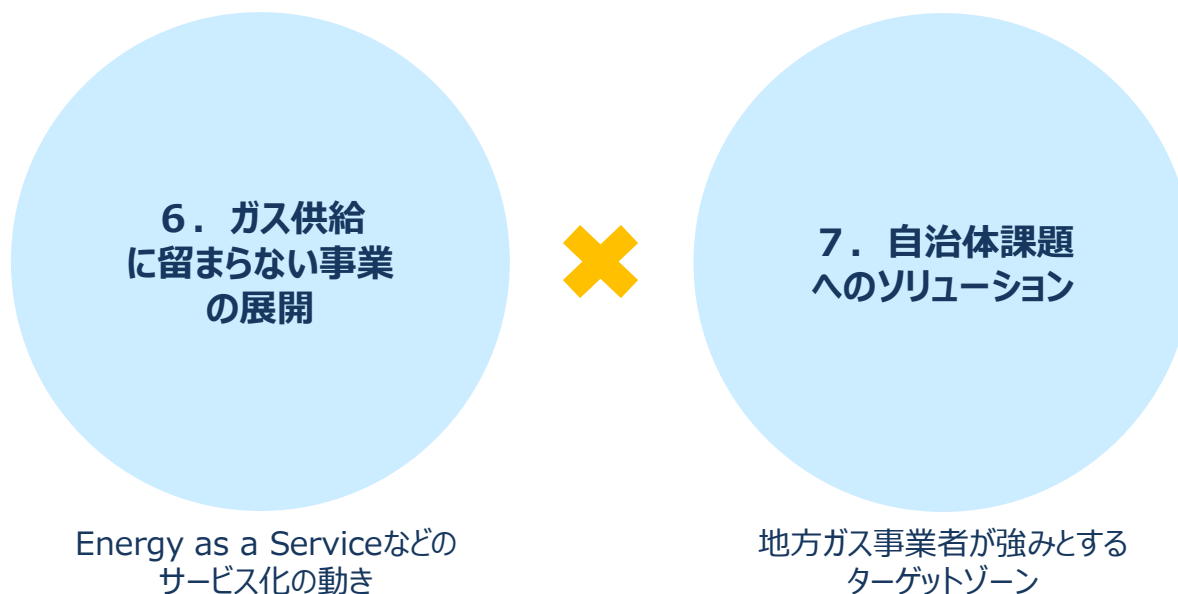 ６．ガス供給
に留まらない事業
の展開
７．自治体課題
へのソリューション
Energy as a Serviceなどの
サービス化の動き
地方ガス事業者が強みとする
ターゲットゾーン